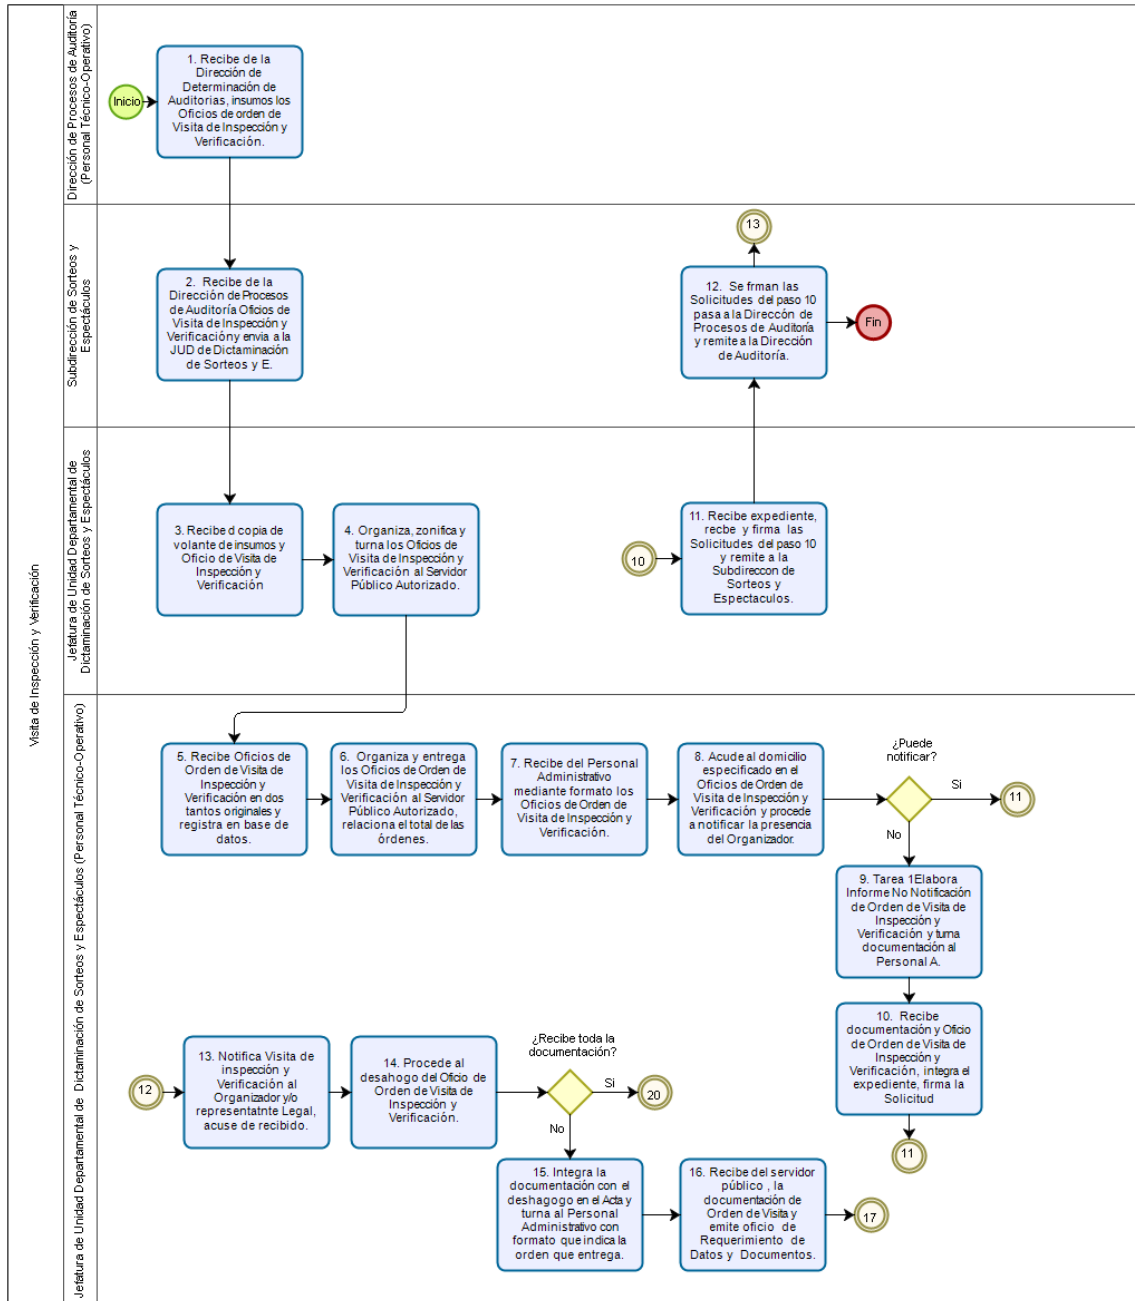 Visita de Inspección y Verificación
Dirección de Procesos de Auditoría
(Personal Técnico-Operativo)
Inicio
1. Recibe de la
Dirección de
Determinación de
Auditorias, insumos los
Oficios de orden de
Visita de Inspección y
Verificación.
Subdirección de Sorteos y
Espectáculos
2. Recibe de la
Dirección de Procesos
de Auditoría Oficios de
Visita de Inspección y
Verificación y envia a la
JUD de Dictaminación
de Sorteos y E.
13
12. Se frman las
Solicitudes del paso 10
pasa a la Direccón de
Procesos de Auditoría
y remite a la Dirección
de Auditoría.
Fin
Jefatura de Unidad Departamental de
Dictaminación de Sorteos y Espectáculos
3. Recibe d copia de
volante de insumos y
Oficio de Visita de
Inspección y
Verificación
4. Organiza, zonifica y
turna los Oficios de
Visita de Inspección y
Verificación al Servidor
Público Autorizado.
10
11. Recibe expediente,
recbe y firma las
Solicitudes del paso 10
y remite a la
Subdireccon de
Sorteos y
Espectaculos.
Jefatura de Unidad Departamental de Dictaminación de Sorteos y Espectáculos (Personal Técnico-Operativo)
5. Recibe Oficios de
Orden de Visita de
Inspección y
Verificación en dos
tantos originales y
registra en base de
datos.
6. Organiza y entrega
los Oficios de Orden de
Visita de Inspección y
Verificación al Servidor
Público Autorizado,
relaciona el total de las
órdenes.
7. Recibe del Personal
Administrativo
mediante formato los
Oficios de Orden de
Visita de Inspección y
Verificación.
8. Acude al domicilio
especificado en el
Oficios de Orden de
Visita de Inspección y
Verificación y procede
a notificar la presencia
del Organizador.
¿Puede
notificar?
Si
11
No
9. Tarea 1Elabora
Informe No Notificación
de Orden de Visita de
Inspección y
Verificación y turna
documentación al
Personal A.
10. Recibe
documentación y Oficio
de Orden de Visita de
Inspección y
Verificación, integra el
expediente, firma la
Solicitud
11
12
13. Notifica Visita de
inspección y
Verificación al
Organizador y/o
representatnte Legal,
acuse de recibido.
14. Procede al
desahogo del Oficio de
Orden de Visita de
Inspección y
Verificación.
¿Recibe toda la
documentación?
Si
20
No
15. Integra la
documentación con el
deshagogo en el Acta y
turna al Personal
Administrativo con
formato que indica la
orden que entrega.
16. Recibe del servidor
público , la
documentación de
Orden de Visita y
emite oficio de
Requerimiento de
Datos y Documentos.
17